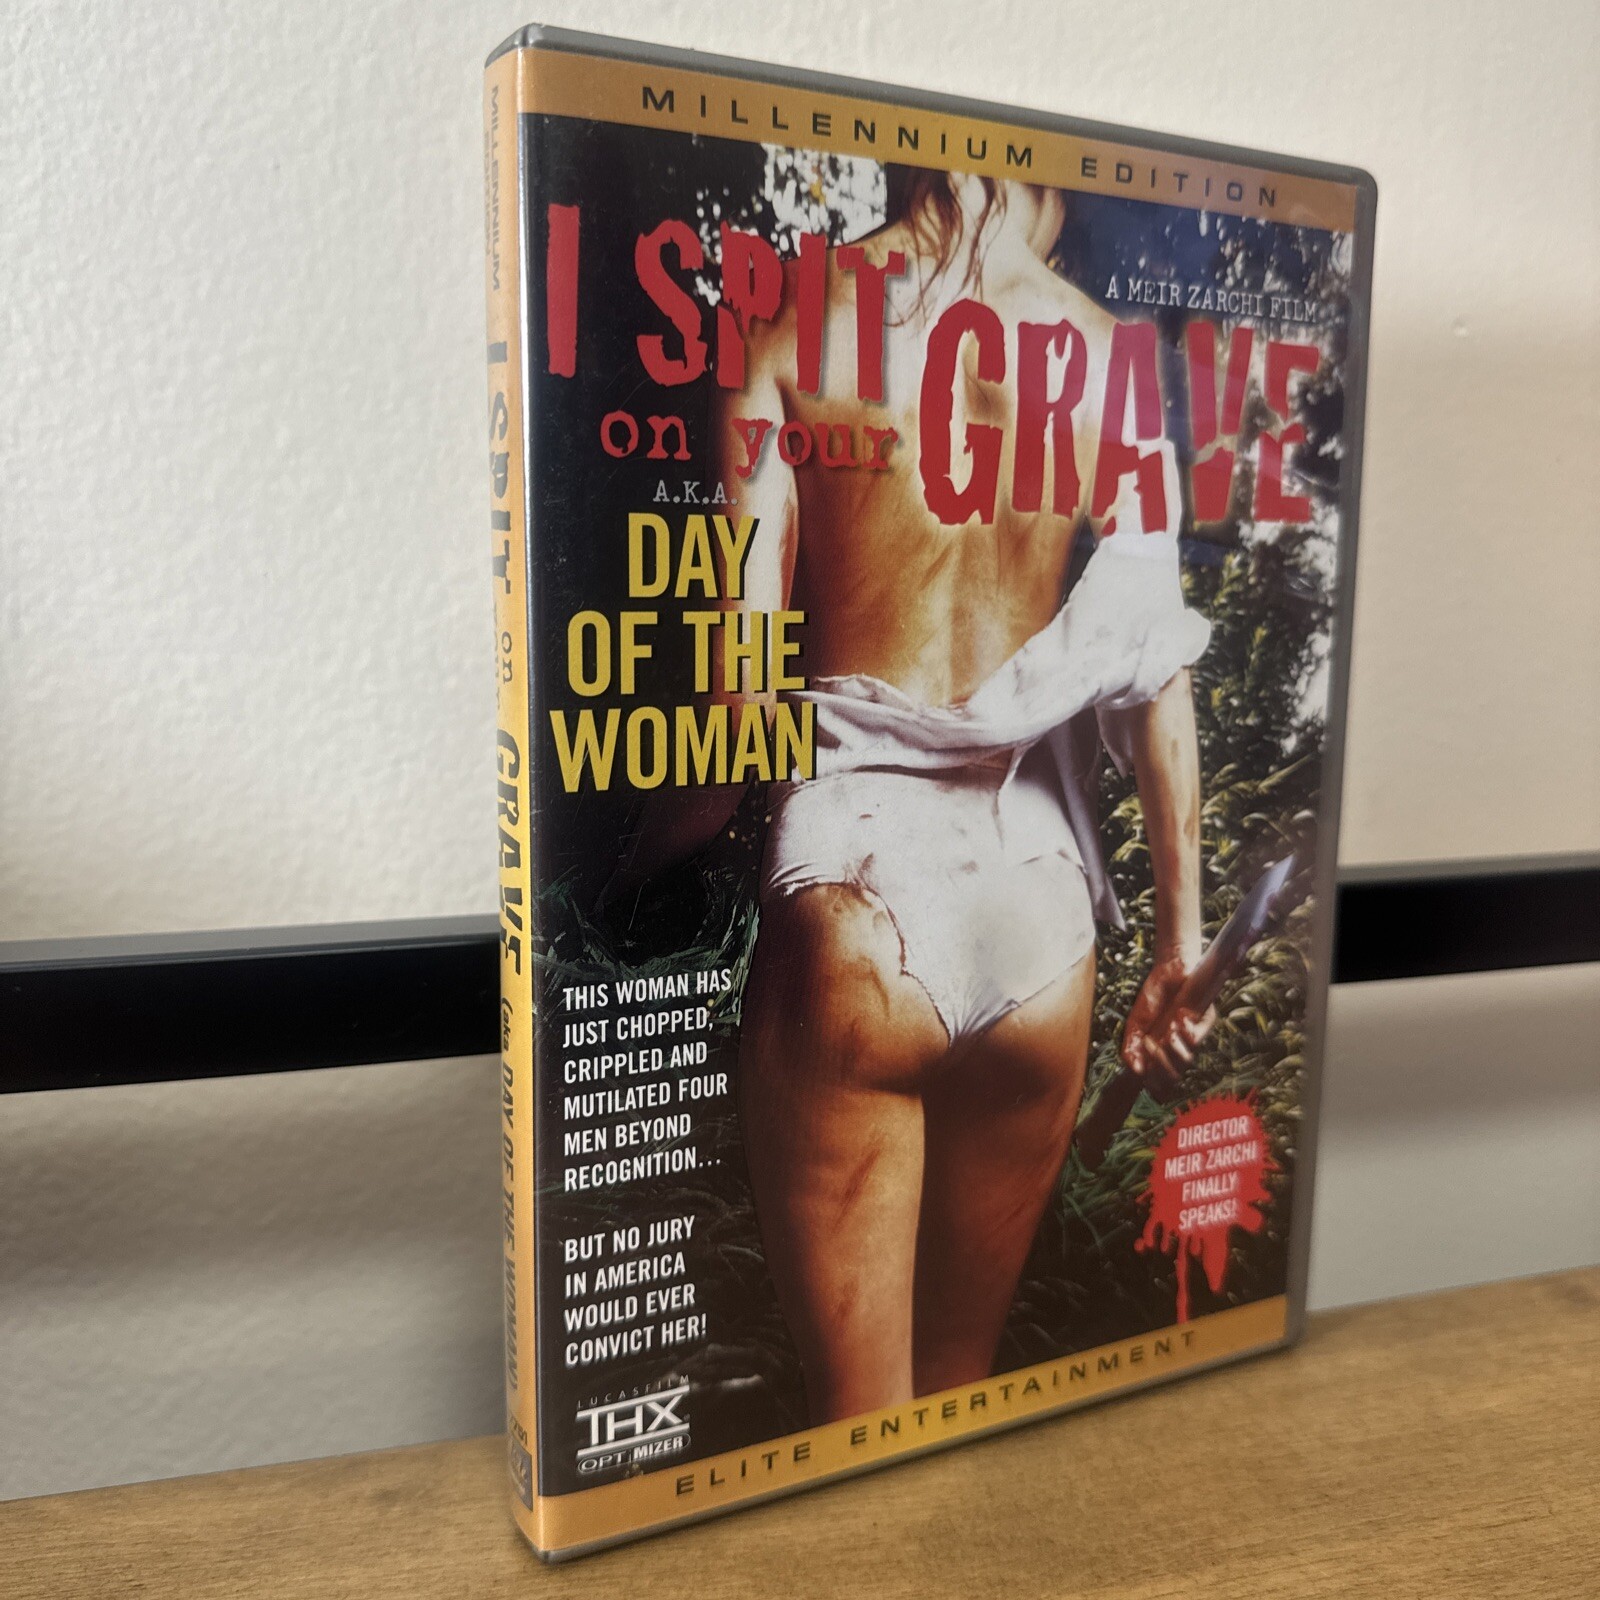 MILLENNIUM EDITION
A MEIR ZARCHI FILM
I SPIT
on your
GRAVE
A.K.A.
DAY
OF THE
WOMAN
THIS WOMAN HAS
JUST CHOPPED,
CRIPPLED AND
MUTILATED FOUR
MEN BEYOND
RECOGNITION...
BUT NO JURY
IN AMERICA
WOULD EVER
CONVICT HER!
DIRECTOR
MEIR ZARCHI
FINALLY
SPEAKS!
LUCASFILM
THX
OPTIMIZER
ELITE ENTERTAINMENT
MILLENNIUM
I SPIT on GRAVE (aka DAY OF THE WOMAN)